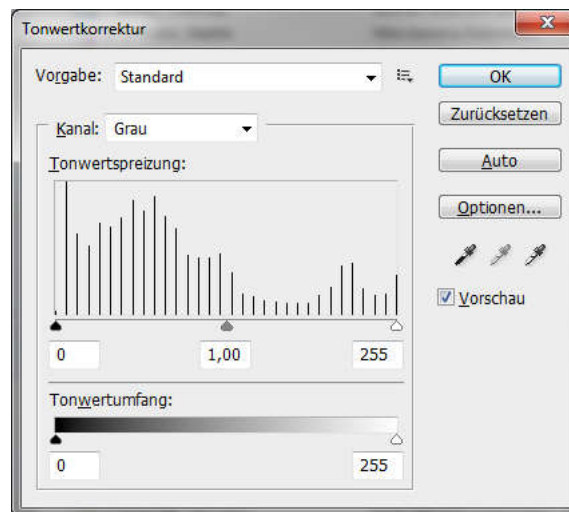 Tonwertkorrektur
Vorgabe: Standard
OK
Zurücksetzen
Kanal: Grau
Auto
Tonwertspreizung:
Optionen...
Vorschau
0 1,00 255
Tonwertumfang:
0 255